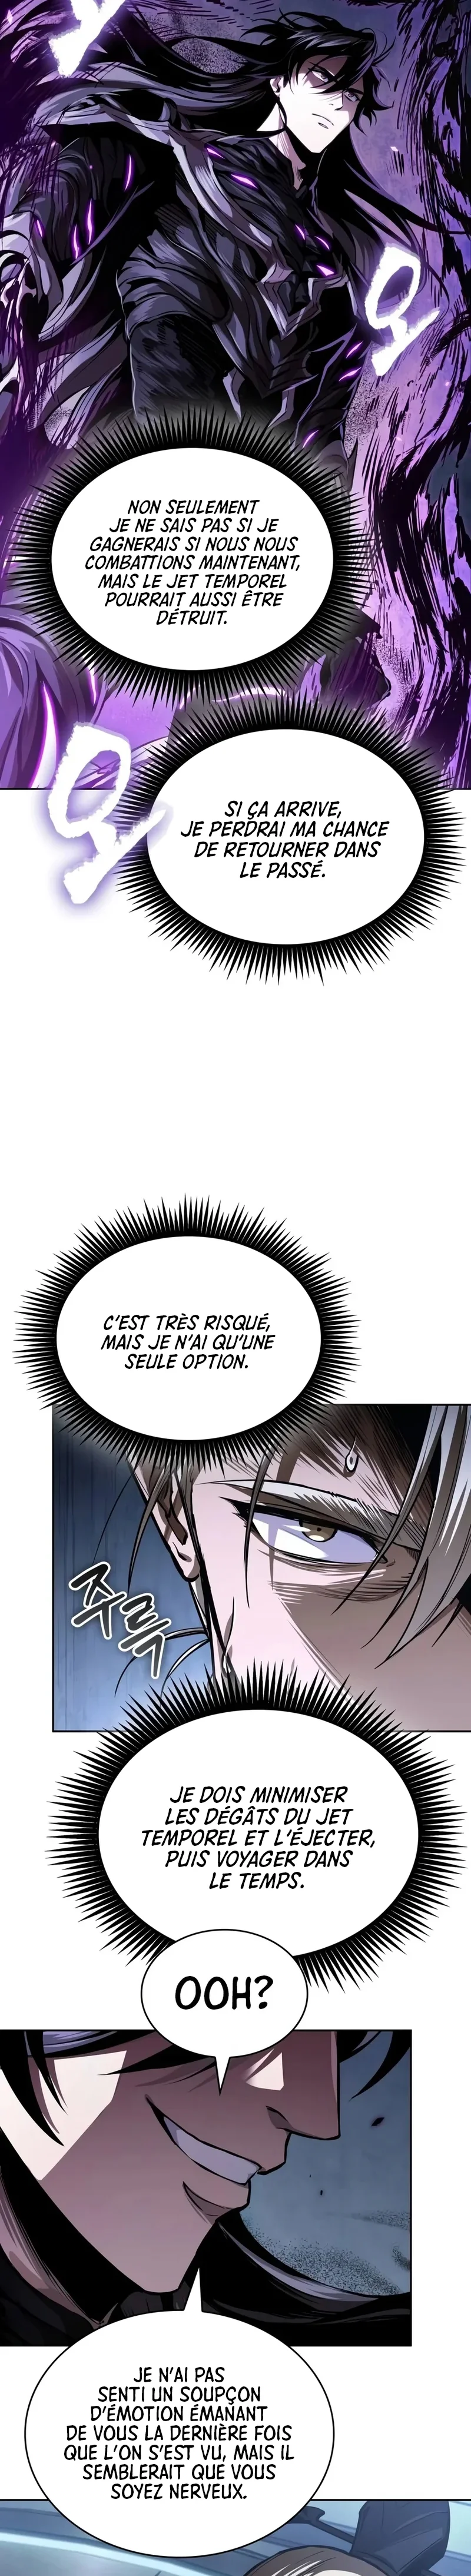 오
NON SEULEMENT
JE NE SAIS PAS SI JE
GAGNERAIS SI NOUS NOUS
COMBATTIONS MAINTENANT,
MAIS LE JET TEMPOREL
POURRAIT AUSSI ÊTRE
DÉTRUIT.
오
SI ÇA ARRIVE,
JE PERDRAI MA CHANCE
DE RETOURNER DANS
LE PASSÉ.
C'EST TRÈS RISQUÉ,
MAIS JE N'AI QU'UNE
SEULE OPTION.
주륵
JE DOIS MINIMISER
LES DÉGÂTS DU JET
TEMPOREL ET L'ÉJECTER,
PUIS VOYAGER DANS
LE TEMPS.
OOH?
JE N'AI PAS
SENTI UN SOUPÇON
D'ÉMOTION ÉMANANT
DE VOUS LA DERNIÈRE FOIS
QUE L'ON S'EST VU, MAIS IL
SEMBLERAIT QUE VOUS
SOYEZ NERVEUX.